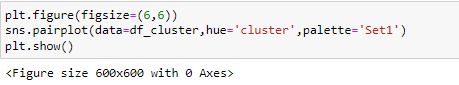 plt.figure(figsize=(6,6))
sns.pairplot(data=df_cluster,hue='cluster',palette='Set1')
plt.show()
<Figure size 600x600 with 0 Axes>